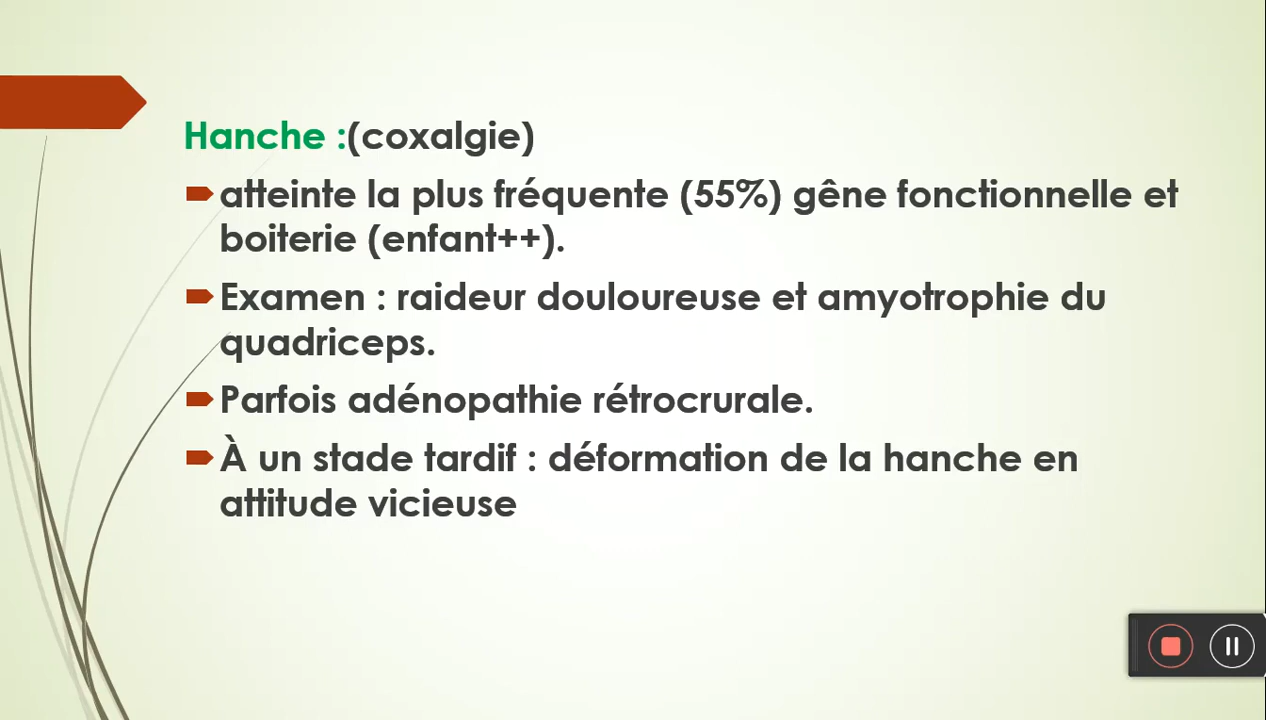 Hanche :(coxalgie)
atteinte la plus fréquente (55%) gêne fonctionnelle et
boiterie (enfant++).
Examen : raideur douloureuse et amyotrophie du
quadriceps.
Parfois adénopathie rétrocrurale.
À un stade tardif : déformation de la hanche en
attitude vicieuse